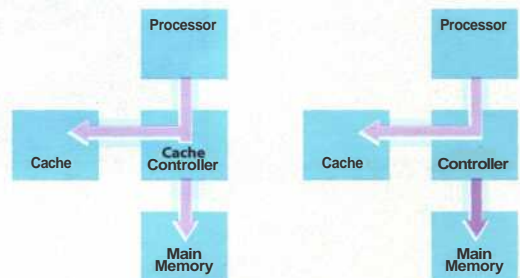 Processor
Cache
Cache
Controller
Main
Memory
Processor
Cache
Controller
Main
Memory